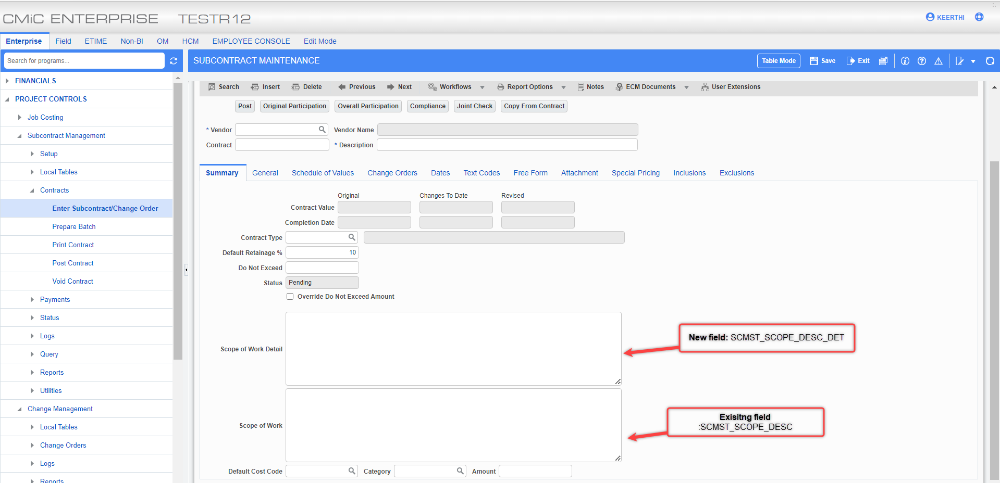 CMiC ENTERPRISE TESTR12
KEERTHI
Enterprise Field ETIME Non-BI OM HCM EMPLOYEE CONSOLE Edit Mode
Search for programs...
SUBCONTRACT MAINTENANCE
Table Mode Save Exit
FINANCIALS
PROJECT CONTROLS
Job Costing
Subcontract Management
Setup
Local Tables
Contracts
Enter Subcontract/Change Order
Prepare Batch
Print Contract
Post Contract
Void Contract
Payments
Status
Logs
Query
Reports
Utilities
Change Management
Local Tables
Change Orders
Logs
Reports
Search Insert Delete Previous Next Workflows Report Options Notes ECM Documents User Extensions
Post Original Participation Overall Participation Compliance Joint Check Copy From Contract
* Vendor Vendor Name
Contract * Description
Summary General Schedule of Values Change Orders Dates Text Codes Free Form Attachment Special Pricing Inclusions Exclusions
Original Changes To Date Revised
Contract Value
Completion Date
Contract Type
Default Retainage % 10
Do Not Exceed
Status Pending
Override Do Not Exceed Amount
Scope of Work Detail
New field: SCMST_SCOPE_DESC_DET
Scope of Work
Exisitng field
:SCMST_SCOPE_DESC
Default Cost Code Category Amount